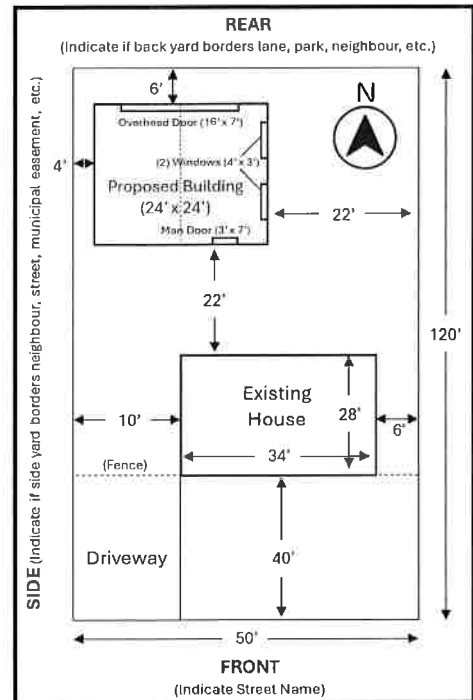 REAR
(Indicate if back yard borders lane, park, neighbour, etc.)
6'
N
Overhead Door (16' x 7')
4'
(2) Windows (4' x 3')
Proposed Building
(24' x 24')
22'
Man Door (3' x 7')
SIDE (Indicate if side yard borders neighbour, street, municipal easement, etc.)
22'
120'
Existing
House
28'
10'
6'
(Fence)
34'
Driveway
40'
50'
FRONT
(Indicate Street Name)